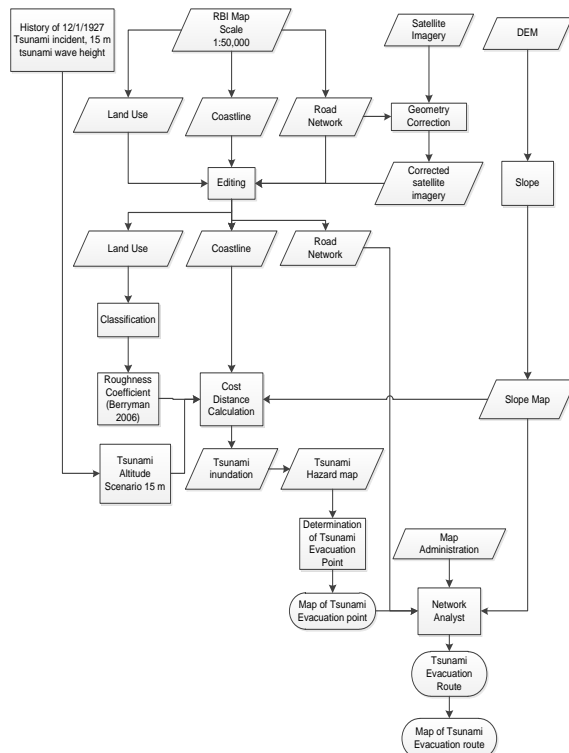 History of 12/1/1927
Tsunami incident, 15 m
tsunami wave height
RBI Map
Scale
1:50,000
Satellite
Imagery
DEM
Land Use
Coastline
Road
Network
Geometry
Correction
Editing
Corrected
satellite
imagery
Slope
Land Use
Coastline
Road
Network
Classification
Roughness
Coefficient
(Berryman
2006)
Cost
Distance
Calculation
Slope Map
Tsunami
Altitude
Scenario 15 m
Tsunami
inundation
Tsunami
Hazard map
Determination
of Tsunami
Evacuation
Point
Map
Administration
Map of Tsunami
Evacuation point
Network
Analyst
Tsunami
Evacuation
Route
Map of Tsunami
Evacuation route